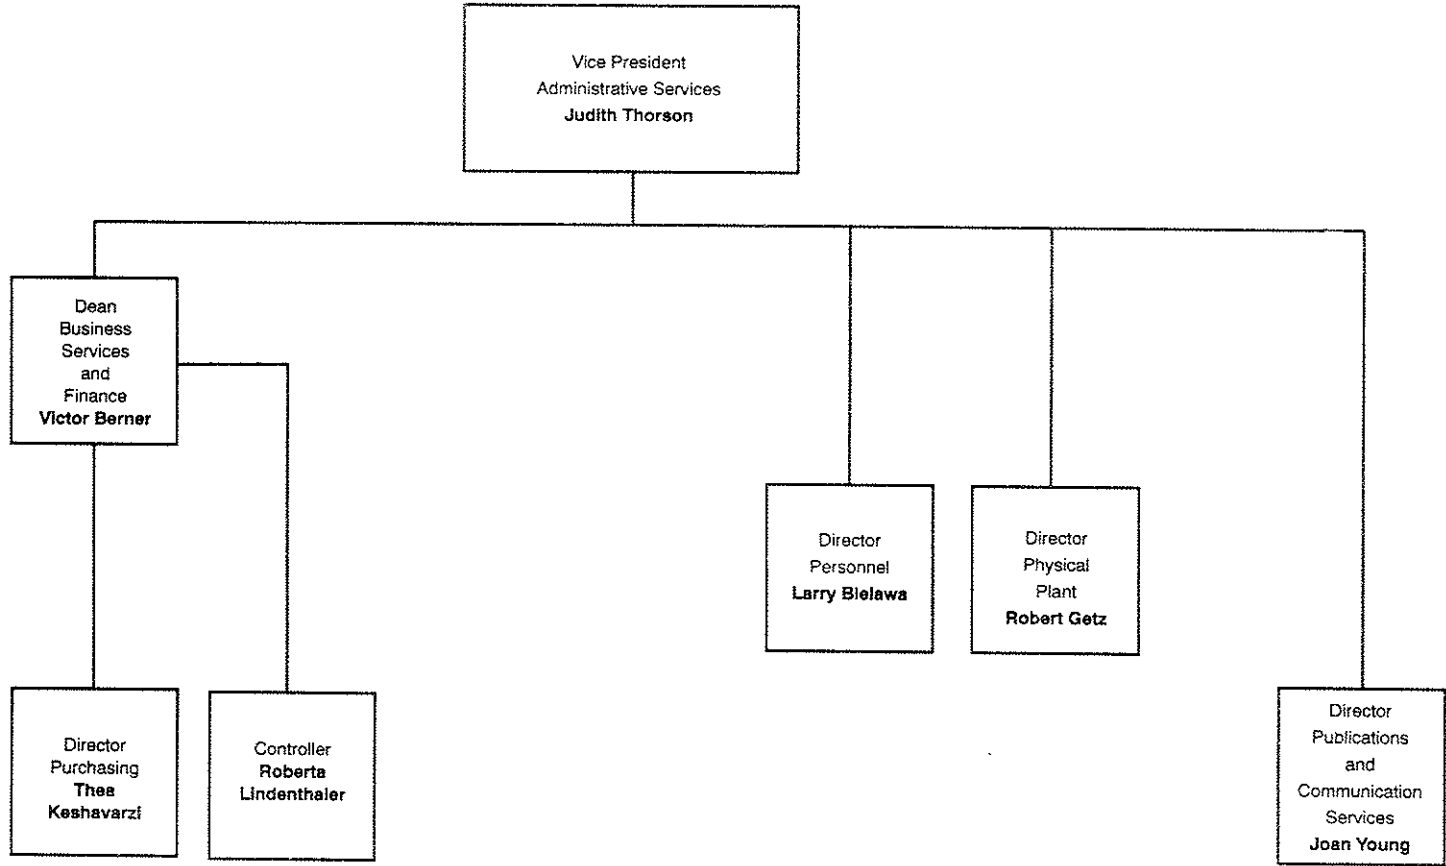 Vice President
Administrative Services
Judith Thorson
Dean
Business
Services
and
Finance
Victor Berner
Director
Personnel
Larry Bielawa
Director
Physical
Plant
Robert Getz
Director
Purchasing
Thea
Keshavarzi
Controller
Roberta
Lindenthaler
Director
Publications
and
Communication
Services
Joan Young